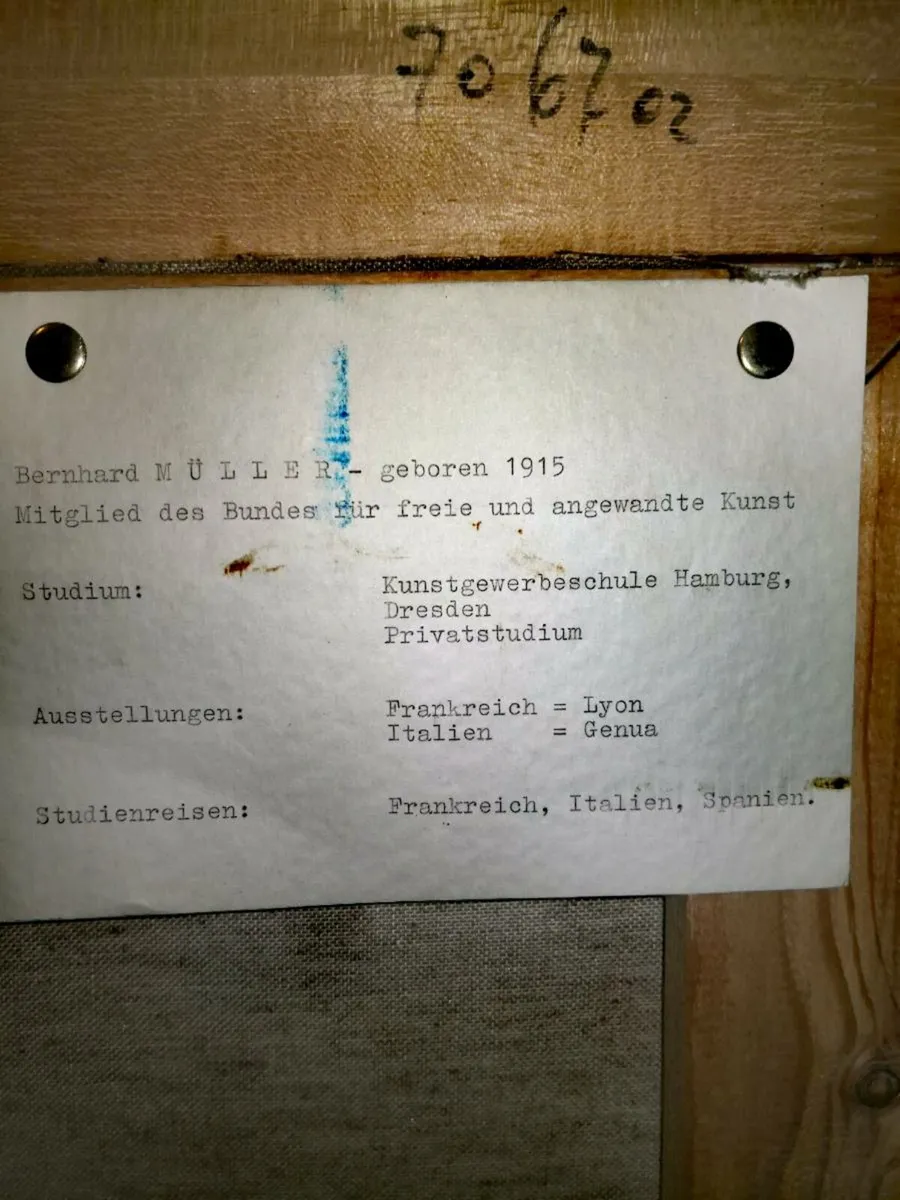 706702
Bernhard M Ü L L E R - geboren 1915
Mitglied des Bundes für freie und angewandte Kunst
Studium: Kunstgewerbeschule Hamburg,
Dresden
Privatstudium
Ausstellungen: Frankreich = Lyon
Italien = Genua
Studienreisen: Frankreich, Italien, Spanien.